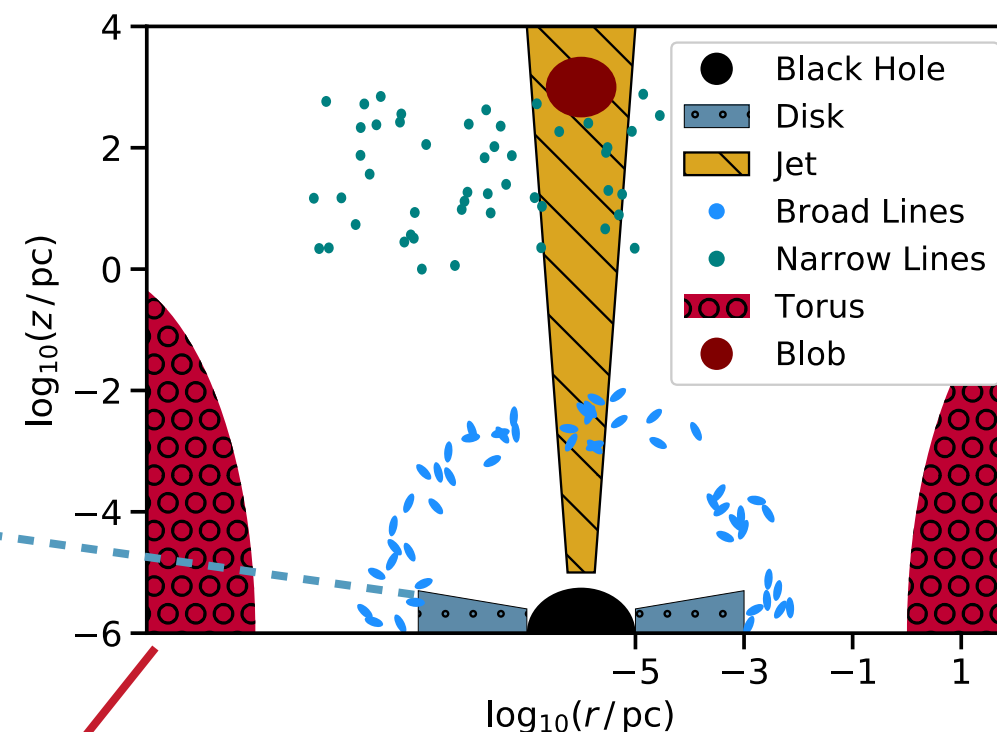 4
2
0
−2
−4
−6
log₁₀(z / pc)
Black Hole
Disk
Jet
Broad Lines
Narrow Lines
Torus
Blob
−5 −3 −1 1
log₁₀(r / pc)